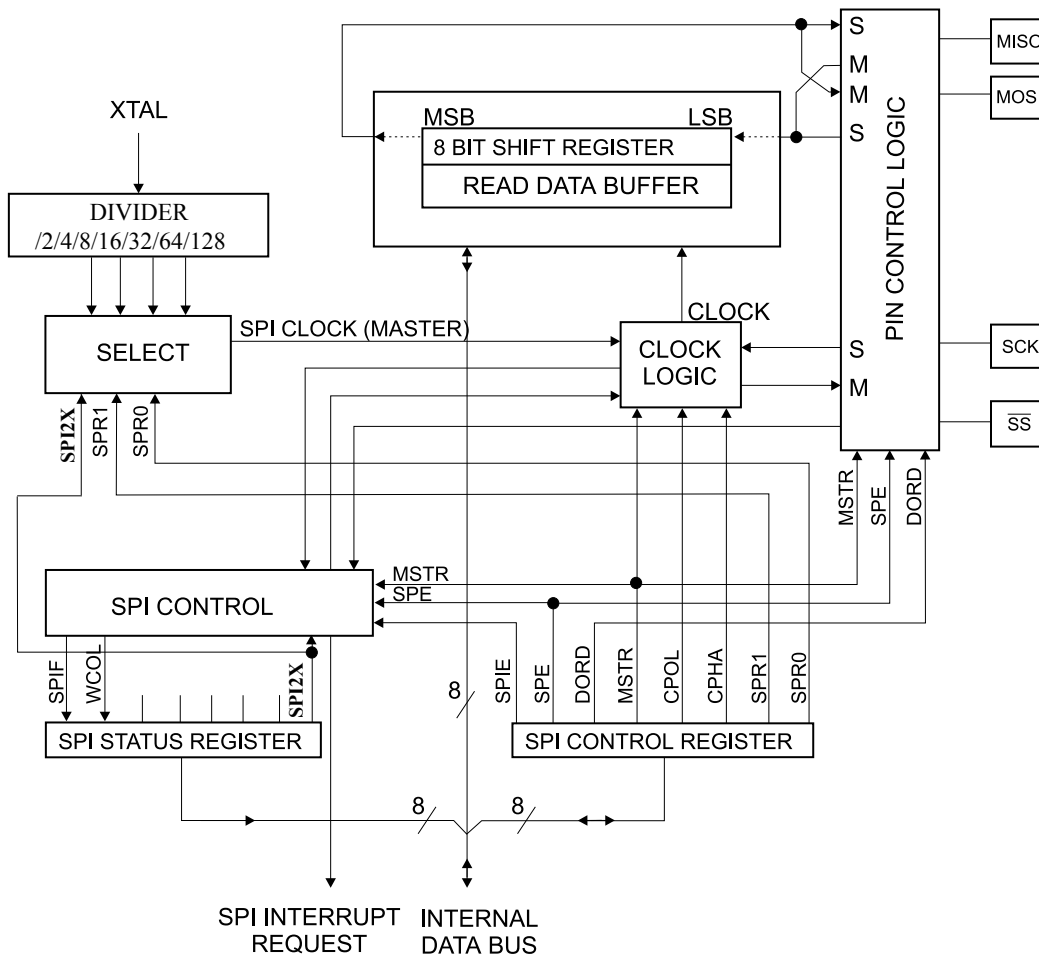 S
MISO
M
M
MOS
XTAL
MSB
LSB
S
8 BIT SHIFT REGISTER
READ DATA BUFFER
PIN CONTROL LOGIC
DIVIDER
/2/4/8/16/32/64/128
SPI CLOCK (MASTER)
CLOCK
SELECT
CLOCK
LOGIC
S
SCK
M
SPI2X
SPR1
SPR0
SS
MSTR
SPE
DORD
MSTR
SPE
SPI CONTROL
SPIF
WCOL
SPI2X
SPIE
SPE
DORD
MSTR
CPOL
CPHA
SPR1
SPR0
8
SPI STATUS REGISTER
SPI CONTROL REGISTER
8
8
SPI INTERRUPT
REQUEST
INTERNAL
DATA BUS